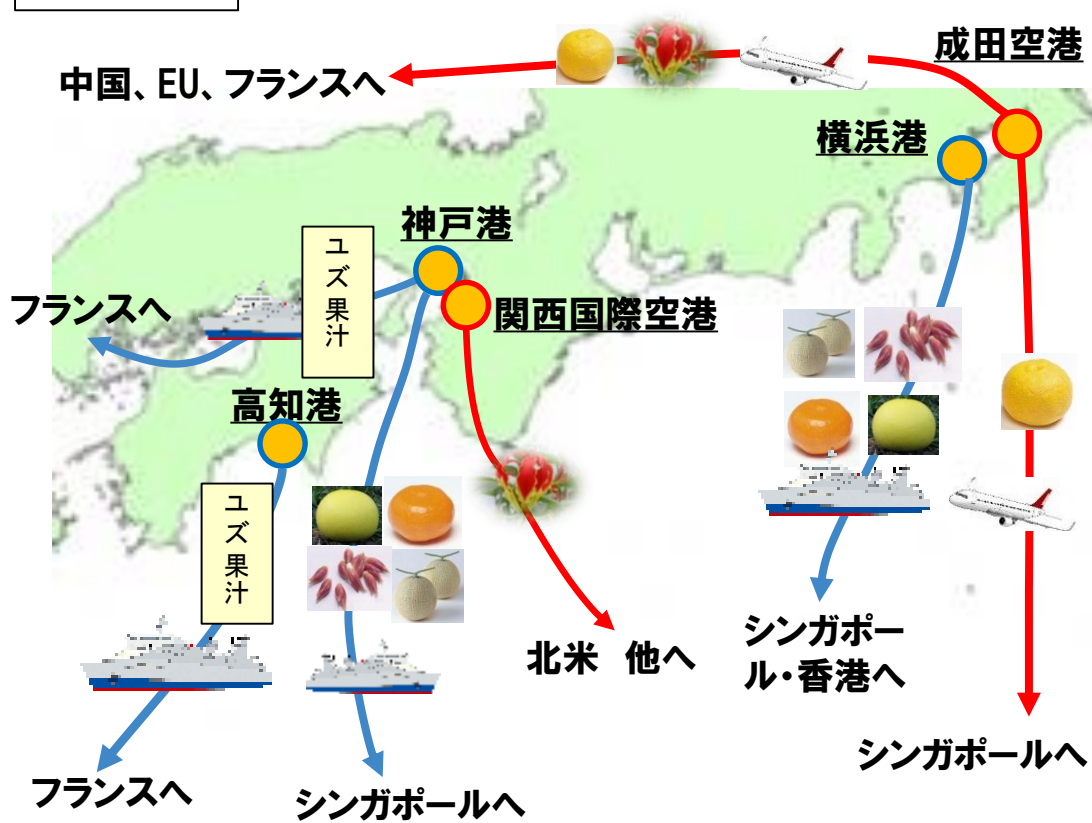 成田空港
中国、EU、フランスへ
横浜港
神戸港
ユズ果汁
フランスへ
関西国際空港
高知港
ユズ果汁
北米　他へ
シンガポー
ル・香港へ
シンガポールへ
フランスへ
シンガポールへ